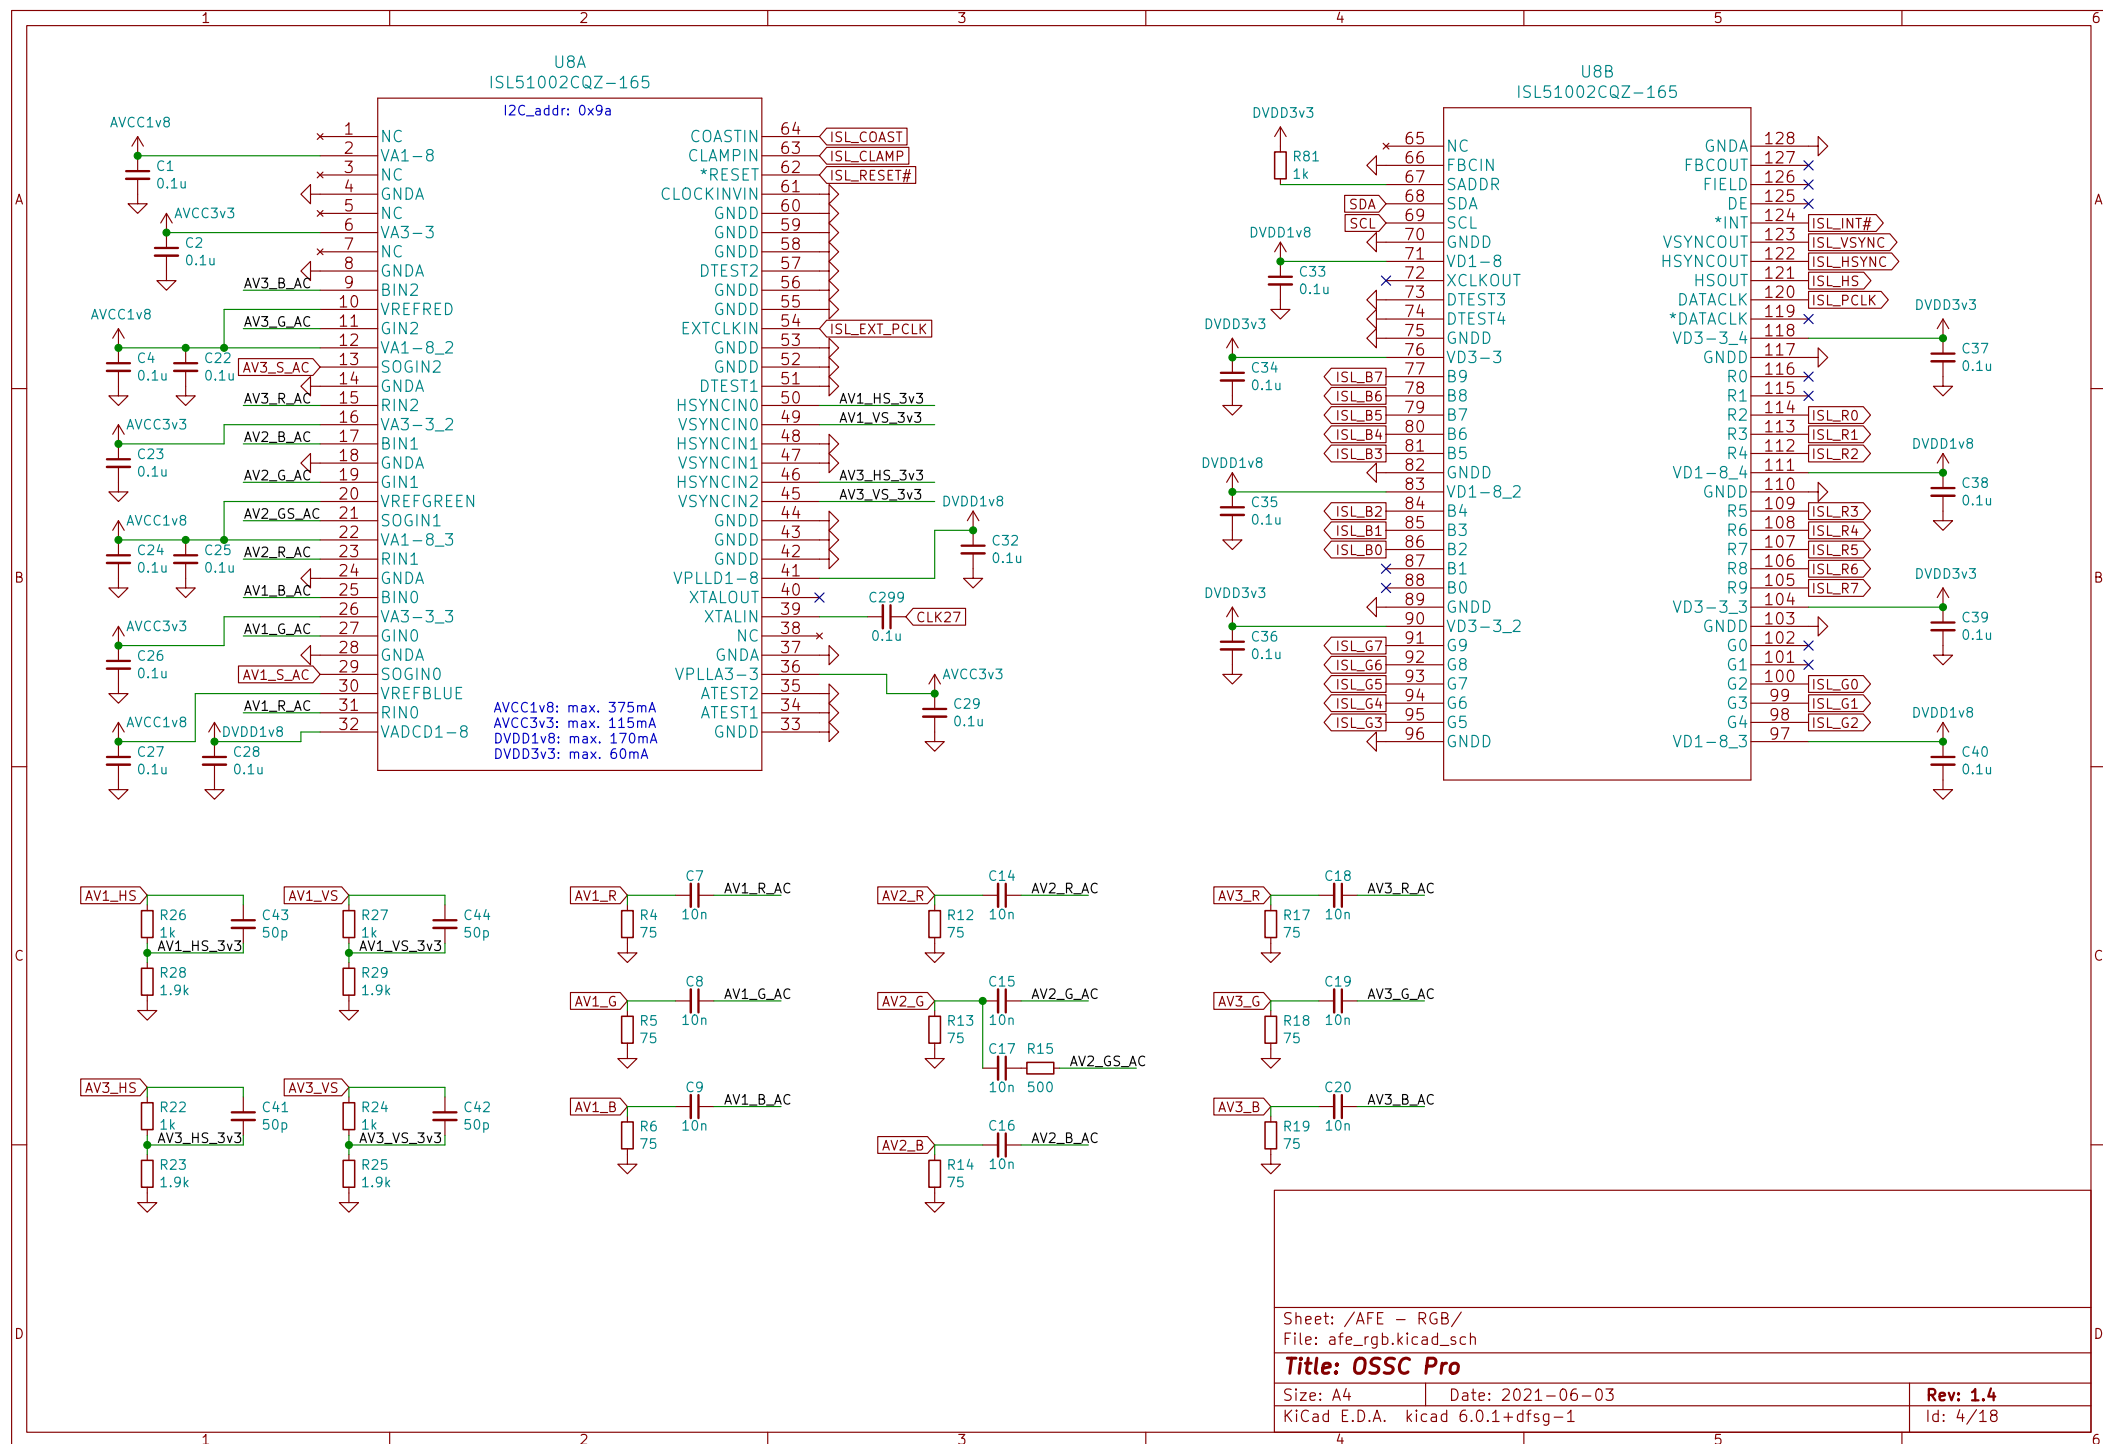 1 2 3 4 5 6
U8A
ISL51002CQZ-165
I2C_addr: 0x9a
1 NC
2 VA1-8
3 NC
4 GNDA
5 NC
6 VA3-3
7 NC
8 GNDA
AV3_B_AC 9 BIN2
10 VREFRED
AV3_G_AC 11 GIN2
12 VA1-8_2
AV3_S_AC 13 SOGIN2
14 GNDA
AV3_R_AC 15 RIN2
16 VA3-3_2
AV2_B_AC 17 BIN1
18 GNDA
AV2_G_AC 19 GIN1
20 VREFGREEN
AV2_GS_AC 21 SOGIN1
22 VA1-8_3
AV2_R_AC 23 RIN1
24 GNDA
AV1_B_AC 25 BIN0
26 VA3-3_3
AV1_G_AC 27 GIN0
28 GNDA
AV1_S_AC 29 SOGIN0
30 VREFBLUE
AV1_R_AC 31 RIN0
32 VADCD1-8
AVCC1v8
C1
0.1u
AVCC3v3
C2
0.1u
AVCC1v8
C4 C22
0.1u 0.1u
AVCC3v3
C23
0.1u
AVCC1v8
C24 C25
0.1u 0.1u
AVCC3v3
C26
0.1u
AVCC1v8 DVDD1v8
C27 C28
0.1u 0.1u
AVCC1v8: max. 375mA
AVCC3v3: max. 115mA
DVDD1v8: max. 170mA
DVDD3v3: max. 60mA
COASTIN 64 ISL_COAST
CLAMPIN 63 ISL_CLAMP
*RESET 62 ISL_RESET#
CLOCKINVIN 61
GNDD 60
GNDD 59
GNDD 58
DTEST2 57
GNDD 56
GNDD 55
EXTCLKIN 54 ISL_EXT_PCLK
GNDD 53
GNDD 52
DTEST1 51
HSYNCIN0 50 AV1_HS_3v3
VSYNCIN0 49 AV1_VS_3v3
HSYNCIN1 48
VSYNCIN1 47
HSYNCIN2 46 AV3_HS_3v3
VSYNCIN2 45 AV3_VS_3v3
GNDD 44
GNDD 43
GNDD 42
VPLLD1-8 41
XTALOUT 40
XTALIN 39
NC 38
GNDA 37
VPLLA3-3 36
ATEST2 35
ATEST1 34
GNDD 33
DVDD1v8
C32
0.1u
C299
0.1u
CLK27
AVCC3v3
C29
0.1u
U8B
ISL51002CQZ-165
65 NC
66 FBCIN
67 SADDR
SDA 68 SDA
SCL 69 SCL
70 GNDD
71 VD1-8
72 XCLKOUT
73 DTEST3
74 DTEST4
75 GNDD
76 VD3-3
ISL_B7 77 B9
ISL_B6 78 B8
ISL_B5 79 B7
ISL_B4 80 B6
ISL_B3 81 B5
82 GNDD
83 VD1-8_2
ISL_B2 84 B4
ISL_B1 85 B3
ISL_B0 86 B2
87 B1
88 B0
89 GNDD
90 VD3-3_2
ISL_G7 91 G9
ISL_G6 92 G8
ISL_G5 93 G7
ISL_G4 94 G6
ISL_G3 95 G5
96 GNDD
DVDD3v3
R81
1k
DVDD1v8
C33
0.1u
DVDD3v3
C34
0.1u
DVDD1v8
C35
0.1u
DVDD3v3
C36
0.1u
GNDA 128
FBCOUT 127
FIELD 126
DE 125
*INT 124 ISL_INT#
VSYNCOUT 123 ISL_VSYNC
HSYNCOUT 122 ISL_HSYNC
HSOUT 121 ISL_HS
DATACLK 120 ISL_PCLK
*DATACLK 119
VD3-3_4 118
GNDD 117
R0 116
R1 115
R2 114 ISL_R0
R3 113 ISL_R1
R4 112 ISL_R2
VD1-8_4 111
GNDD 110
R5 109 ISL_R3
R6 108 ISL_R4
R7 107 ISL_R5
R8 106 ISL_R6
R9 105 ISL_R7
VD3-3_3 104
GNDD 103
G0 102
G1 101
G2 100 ISL_G0
G3 99 ISL_G1
G4 98 ISL_G2
VD1-8_3 97
DVDD3v3
C37
0.1u
DVDD1v8
C38
0.1u
DVDD3v3
C39
0.1u
DVDD1v8
C40
0.1u
AV1_HS
R26 C43
1k 50p
AV1_HS_3v3
R28
1.9k
AV1_VS
R27 C44
1k 50p
AV1_VS_3v3
R29
1.9k
AV3_HS
R22 C41
1k 50p
AV3_HS_3v3
R23
1.9k
AV3_VS
R24 C42
1k 50p
AV3_VS_3v3
R25
1.9k
AV1_R C7 AV1_R_AC
10n
R4
75
AV1_G C8 AV1_G_AC
10n
R5
75
AV1_B C9 AV1_B_AC
10n
R6
75
AV2_R C14 AV2_R_AC
10n
R12
75
AV2_G C15 AV2_G_AC
10n
R13
75
C17 R15 AV2_GS_AC
10n 500
AV2_B C16 AV2_B_AC
10n
R14
75
AV3_R C18 AV3_R_AC
10n
R17
75
AV3_G C19 AV3_G_AC
10n
R18
75
AV3_B C20 AV3_B_AC
10n
R19
75
A A
B B
C C
D D
Sheet: /AFE - RGB/
File: afe_rgb.kicad_sch
Title: OSSC Pro
Size: A4 Date: 2021-06-03 Rev: 1.4
KiCad E.D.A. kicad 6.0.1+dfsg-1 Id: 4/18
1 2 3 4 5 6